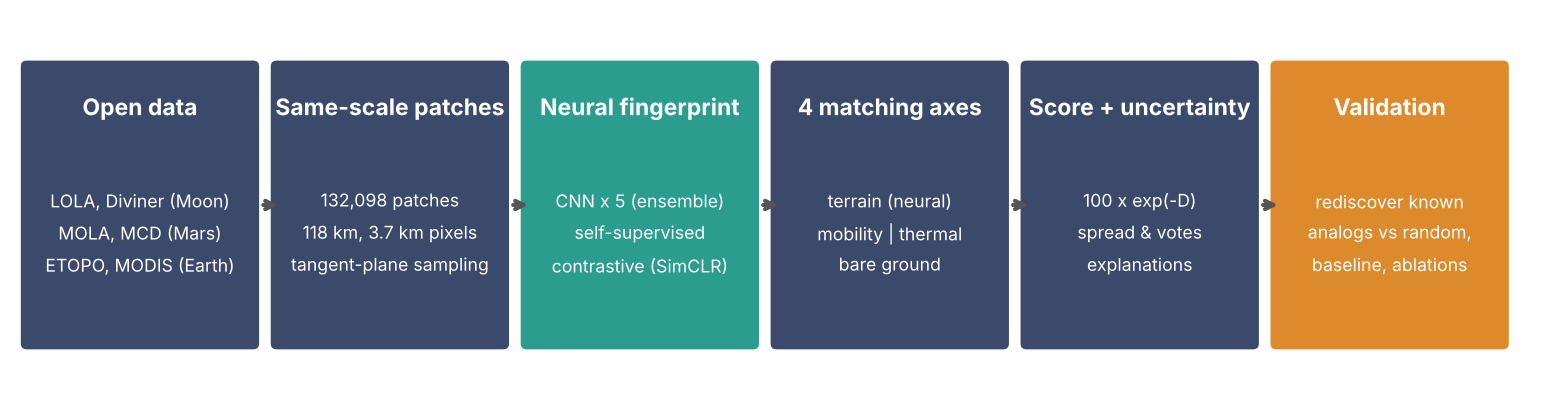 Open data
LOLA, Diviner (Moon)
MOLA, MCD (Mars)
ETOPO, MODIS (Earth)
Same-scale patches
132,098 patches
118 km, 3.7 km pixels
tangent-plane sampling
Neural fingerprint
CNN x 5 (ensemble)
self-supervised
contrastive (SimCLR)
4 matching axes
terrain (neural)
mobility | thermal
bare ground
Score + uncertainty
100 x exp(-D)
spread & votes
explanations
Validation
rediscover known
analogs vs random,
baseline, ablations